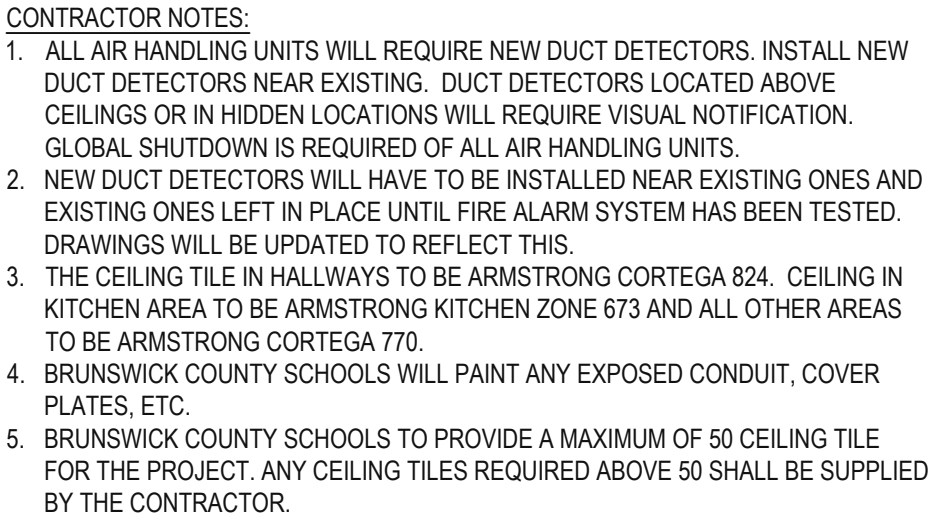 CONTRACTOR NOTES:
1. ALL AIR HANDLING UNITS WILL REQUIRE NEW DUCT DETECTORS. INSTALL NEW
DUCT DETECTORS NEAR EXISTING. DUCT DETECTORS LOCATED ABOVE
CEILINGS OR IN HIDDEN LOCATIONS WILL REQUIRE VISUAL NOTIFICATION.
GLOBAL SHUTDOWN IS REQUIRED OF ALL AIR HANDLING UNITS.
2. NEW DUCT DETECTORS WILL HAVE TO BE INSTALLED NEAR EXISTING ONES AND
EXISTING ONES LEFT IN PLACE UNTIL FIRE ALARM SYSTEM HAS BEEN TESTED.
DRAWINGS WILL BE UPDATED TO REFLECT THIS.
3. THE CEILING TILE IN HALLWAYS TO BE ARMSTRONG CORTEGA 824. CEILING IN
KITCHEN AREA TO BE ARMSTRONG KITCHEN ZONE 673 AND ALL OTHER AREAS
TO BE ARMSTRONG CORTEGA 770.
4. BRUNSWICK COUNTY SCHOOLS WILL PAINT ANY EXPOSED CONDUIT, COVER
PLATES, ETC.
5. BRUNSWICK COUNTY SCHOOLS TO PROVIDE A MAXIMUM OF 50 CEILING TILE
FOR THE PROJECT. ANY CEILING TILES REQUIRED ABOVE 50 SHALL BE SUPPLIED
BY THE CONTRACTOR.